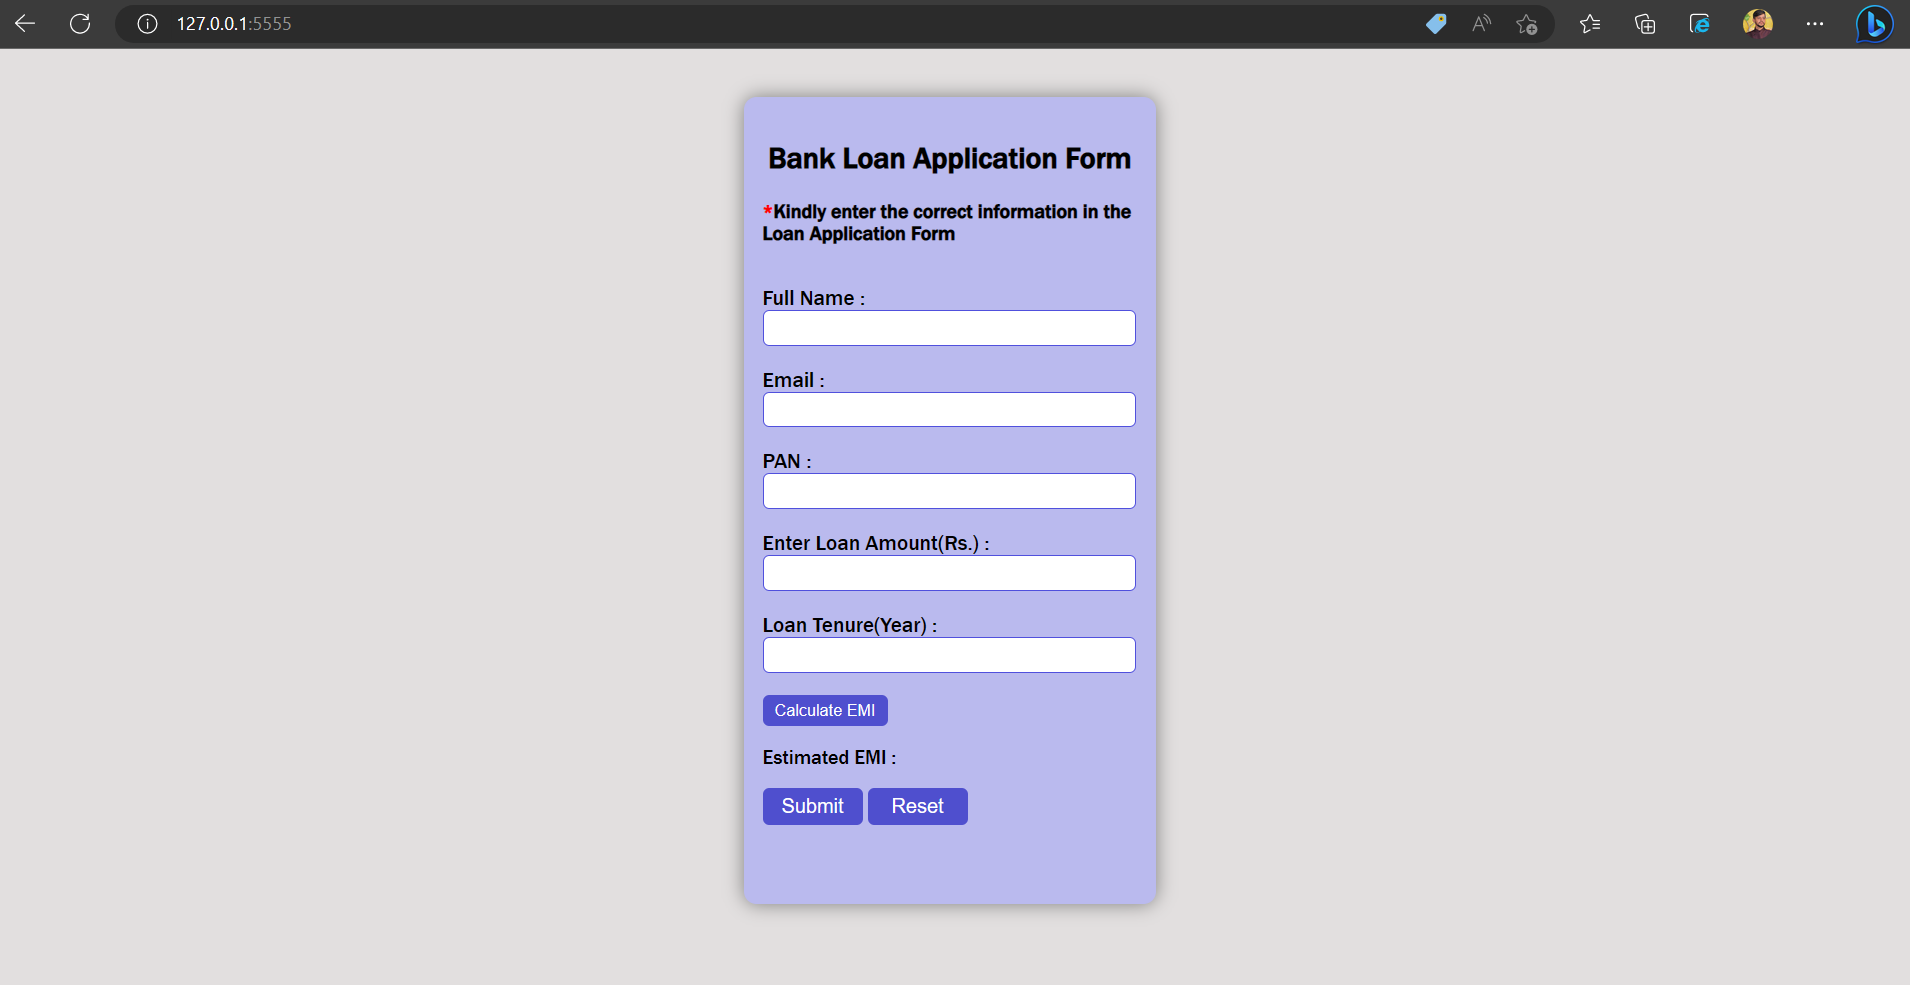 127.0.0.1:5555
Bank Loan Application Form
*Kindly enter the correct information in the
Loan Application Form
Full Name :
Email :
PAN :
Enter Loan Amount(Rs.) :
Loan Tenure(Year) :
Calculate EMI
Estimated EMI :
Submit Reset